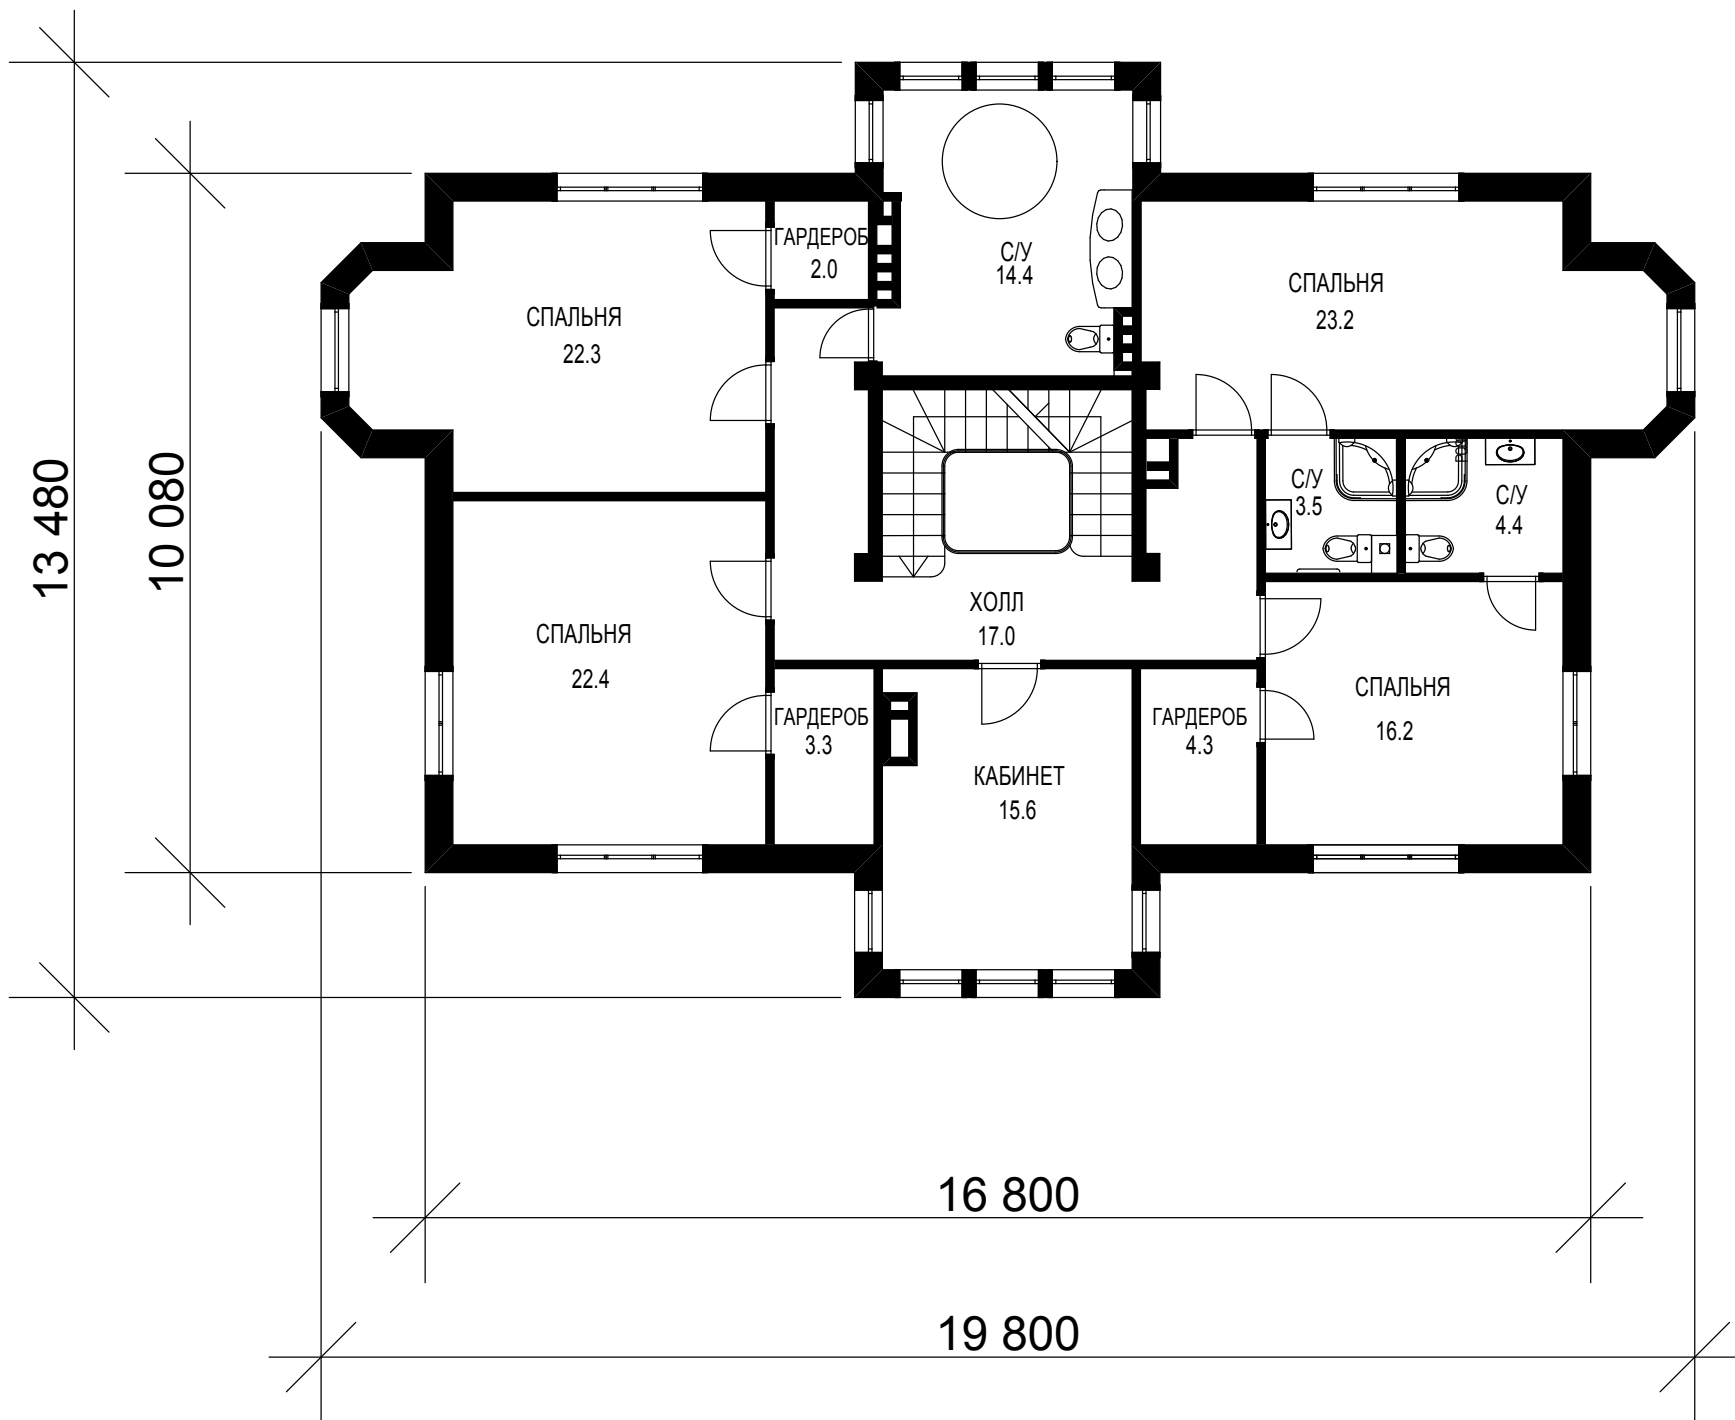 ГАРДЕРОБ
2.0
С/У
14.4
СПАЛЬНЯ
23.2
СПАЛЬНЯ
22.3
С/У
3.5
С/У
4.4
13 480
10 080
ХОЛЛ
17.0
СПАЛЬНЯ
22.4
СПАЛЬНЯ
16.2
ГАРДЕРОБ
3.3
ГАРДЕРОБ
4.3
КАБИНЕТ
15.6
16 800
19 800